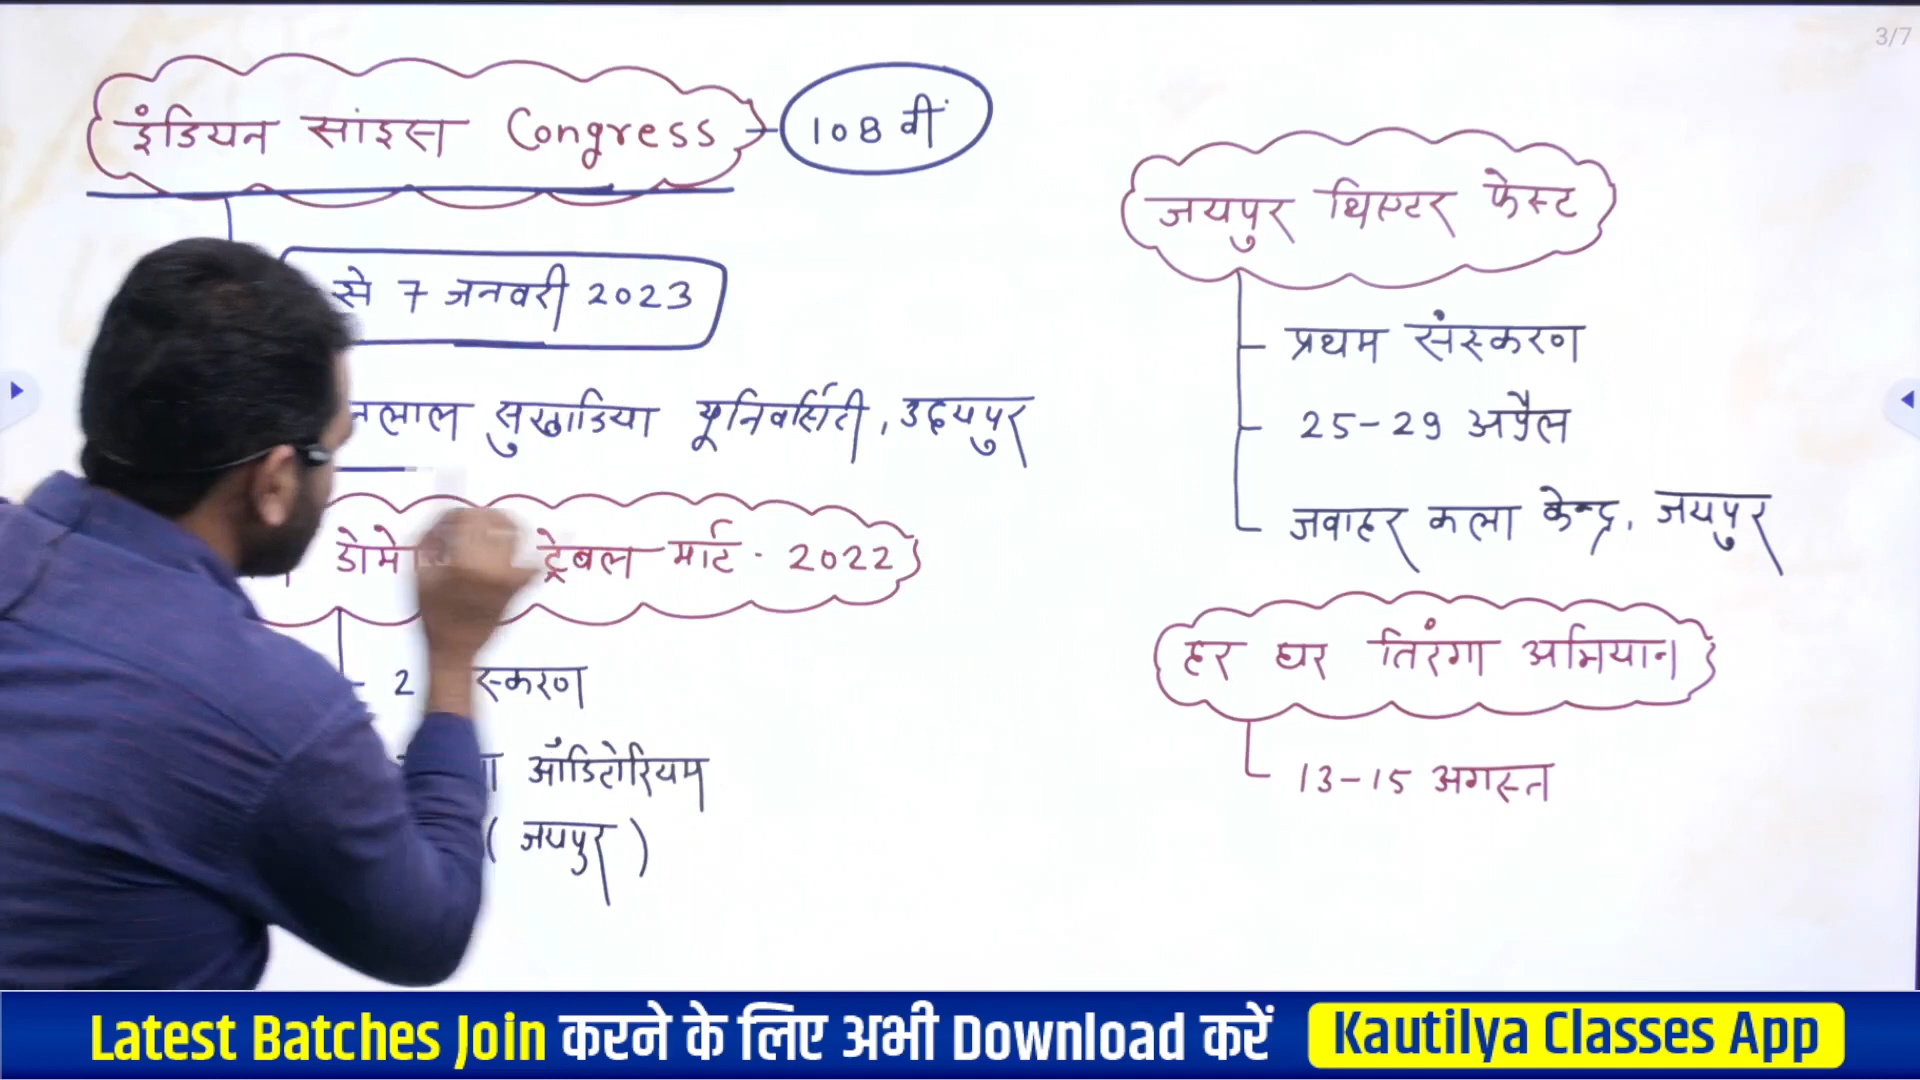 3/7
इंडियन सांइस Congress
108 वीं
से 7 जनवरी 2023
नलाल सुखाडिया यूनिवर्सिटी, उदयपुर
डोमे ट्रेबल मार्ट - 2022
2 स्करण
ऑडिटोरियम
( जयपुर )
जयपुर थिएटर फेस्ट
प्रथम संस्करण
25-29 अप्रैल
जवाहर कला केन्द्र, जयपुर
हर घर तिरंगा अभियान
13-15 अगस्त
Latest Batches Join करने के लिए अभी Download करें Kautilya Classes App